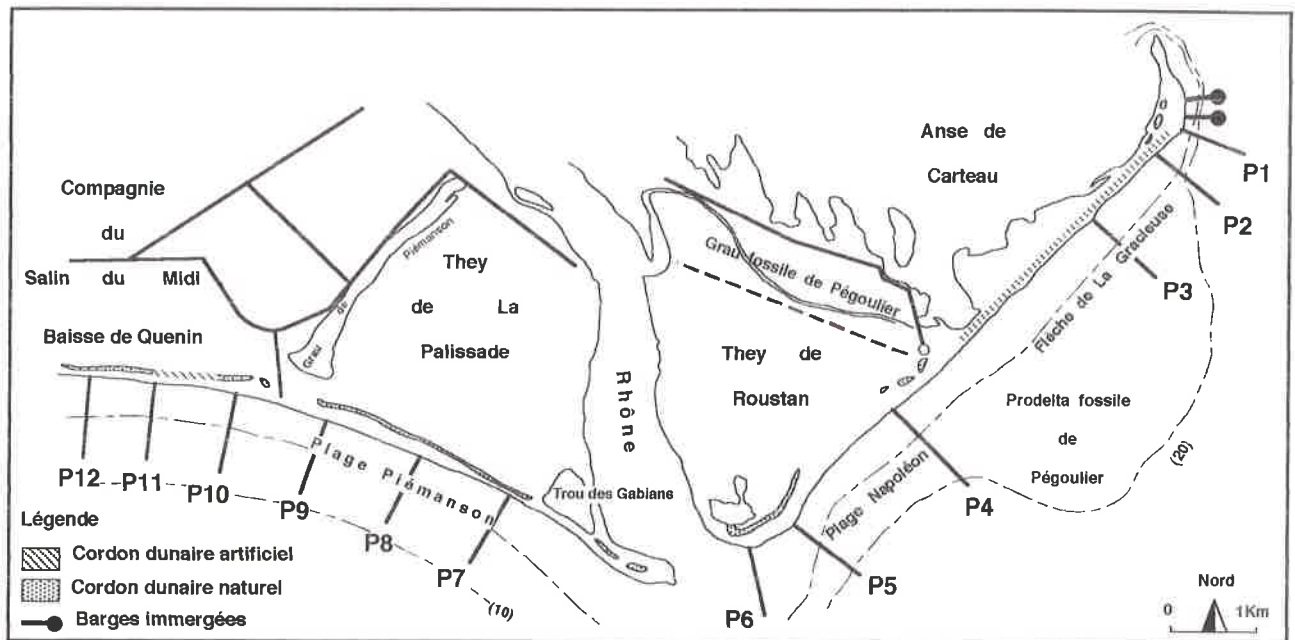 Anse de
Carteau
Compagnie
du
Salin du Midi
Baisse de Quenin
Grau de Piémanson
They
de La
Palissade
Rhône
Grau fossile de Pégoulier
They de
Roustan
Flèche de La Gracieuse
Prodelta fossile
de
Pégoulier
(20)
Plage Napoléon
Plage Piémanson
Trou des Gabians
(10)
P1
P2
P3
P4
P5
P6
P7
P8
P9
P10
P11
P12
Légende
Cordon dunaire artificiel
Cordon dunaire naturel
Barges immergées
Nord
0 1Km